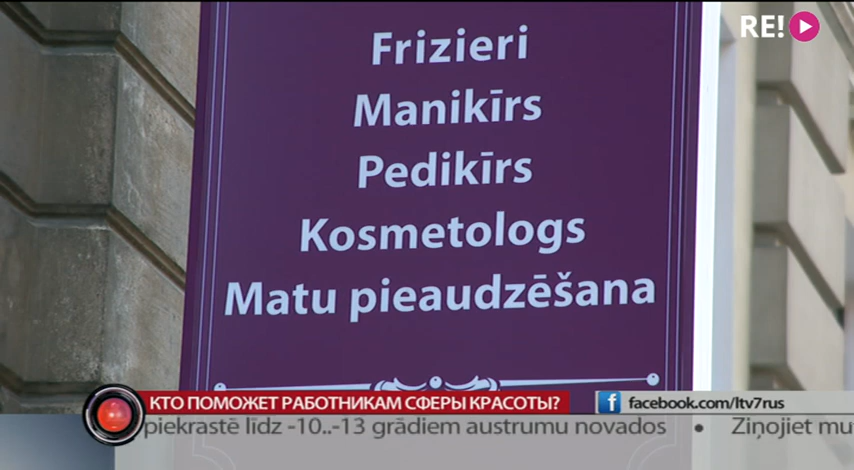 RE!
Frizieri
Manikīrs
Pedikīrs
Kosmetologs
Matu pieaudzēšana
КТО ПОМОЖЕТ РАБОТНИКАМ СФЕРЫ КРАСОТЫ?
f facebook.com/ltv7rus
piekrastē līdz -10..-13 grādiem austrumu novados • Ziņojiet